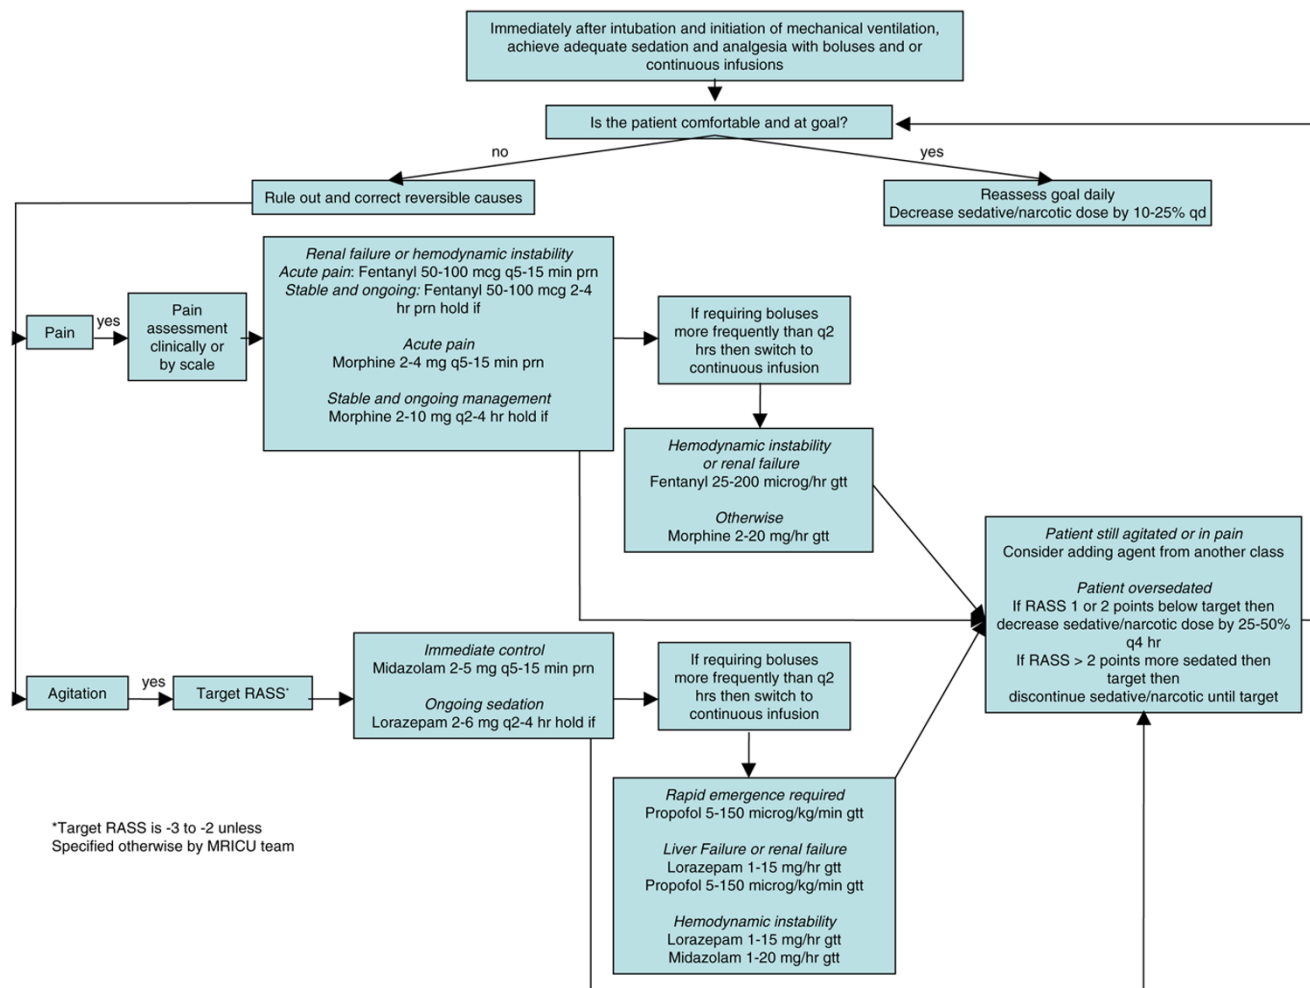 Immediately after intubation and initiation of mechanical ventilation,
achieve adequate sedation and analgesia with boluses and or
continuous infusions
Is the patient comfortable and at goal?
no
yes
Rule out and correct reversible causes
Reassess goal daily
Decrease sedative/narcotic dose by 10-25% qd
Pain
yes
Pain
assessment
clinically or
by scale
Renal failure or hemodynamic instability
Acute pain: Fentanyl 50-100 mcg q5-15 min prn
Stable and ongoing: Fentanyl 50-100 mcg 2-4
hr prn hold if
Acute pain
Morphine 2-4 mg q5-15 min prn
Stable and ongoing management
Morphine 2-10 mg q2-4 hr hold if
If requiring boluses
more frequently than q2
hrs then switch to
continuous infusion
Hemodynamic instability
or renal failure
Fentanyl 25-200 microg/hr gtt
Otherwise
Morphine 2-20 mg/hr gtt
Patient still agitated or in pain
Consider adding agent from another class
Patient oversedated
If RASS 1 or 2 points below target then
decrease sedative/narcotic dose by 25-50%
q4 hr
If RASS > 2 points more sedated then
target then
discontinue sedative/narcotic until target
Agitation
yes
Target RASS*
Immediate control
Midazolam 2-5 mg q5-15 min prn
Ongoing sedation
Lorazepam 2-6 mg q2-4 hr hold if
If requiring boluses
more frequently than q2
hrs then switch to
continuous infusion
Rapid emergence required
Propofol 5-150 microg/kg/min gtt
Liver Failure or renal failure
Lorazepam 1-15 mg/hr gtt
Propofol 5-150 microg/kg/min gtt
Hemodynamic instability
Lorazepam 1-15 mg/hr gtt
Midazolam 1-20 mg/hr gtt
*Target RASS is -3 to -2 unless
Specified otherwise by MRICU team